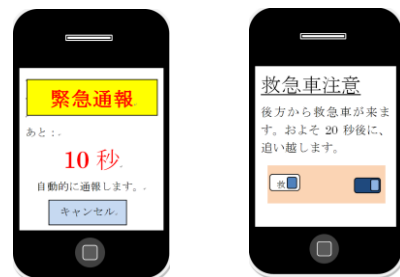 緊急通報
あと：
10 秒
自動的に通報します。
キャンセル
救急車注意
後方から救急車が来ま
す。およそ 20 秒後に、
追い越します。
救